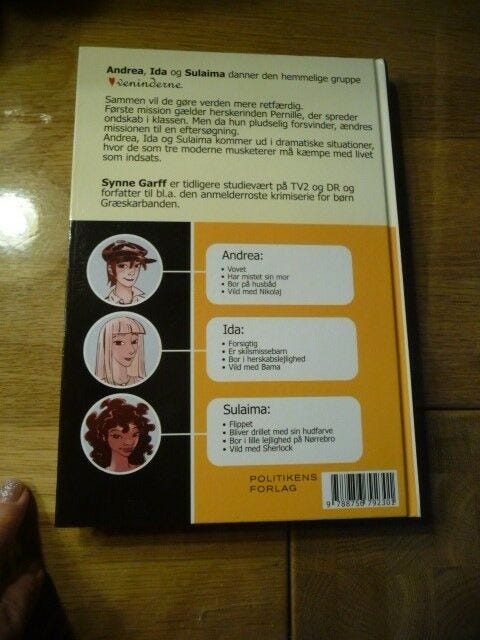 Andrea, Ida og Sulaima danner den hemmelige gruppe
veninderne.
Sammen vil de gøre verden mere retfærdig.
Første mission gælder herskerinden Pernille, der spreder
ondskab i klassen. Men da hun pludselig forsvinder, ændres
missionen til en eftersøgning.
Andrea, Ida og Sulaima kommer ud i dramatiske situationer,
hvor de som tre moderne musketerer må kæmpe med livet
som indsats.
Synne Garff er tidligere studievært på TV2 og DR og
forfatter til bl.a. den anmelderroste krimiserie for børn
Græskarbanden.
Andrea:
• Vovet
• Har mistet sin mor
• Bor på husbåd
• Vild med Nikolaj
Ida:
• Forsigtig
• Er skilsmissebarn
• Bor i herskabslejlighed
• Vild med Bama
Sulaima:
• Flippet
• Bliver drillet med sin hudfarve
• Bor i lille lejlighed på Nørrebro
• Vild med Sherlock
POLITIKENS
FORLAG
9 788756 792301